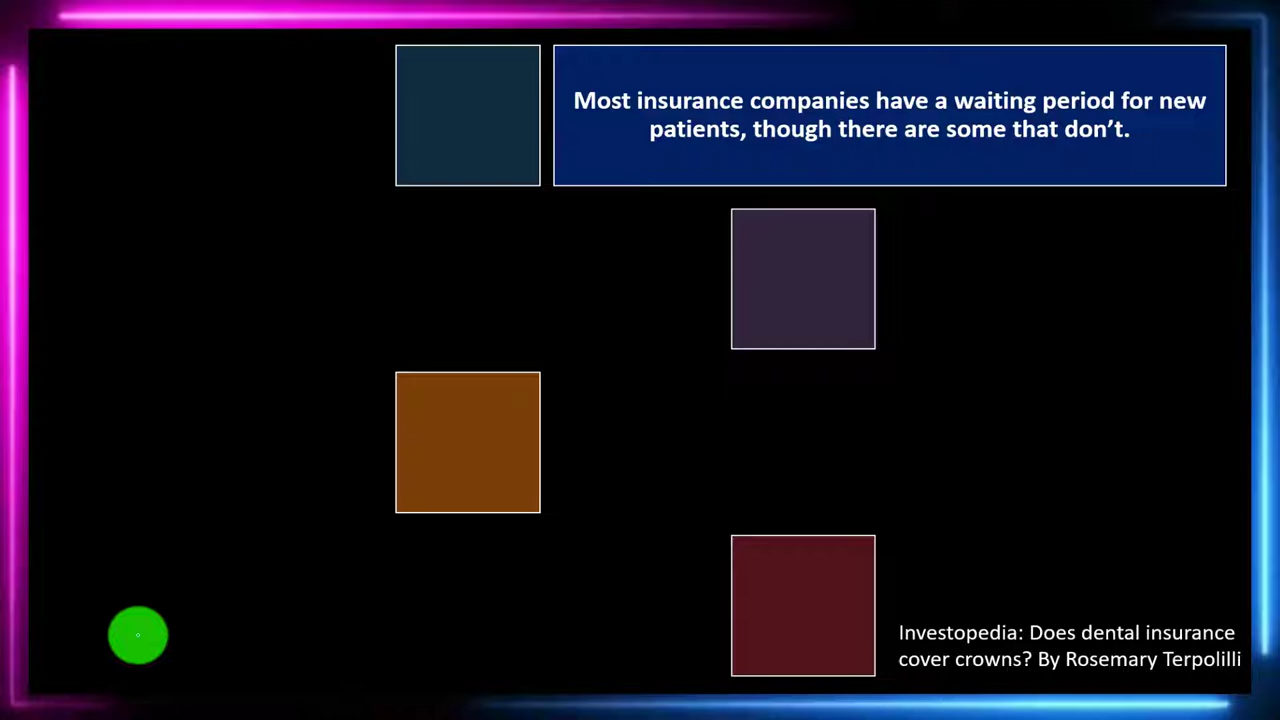 Most insurance companies have a waiting period for new
patients, though there are some that don’t.
Investopedia: Does dental insurance
cover crowns? By Rosemary Terpolilli